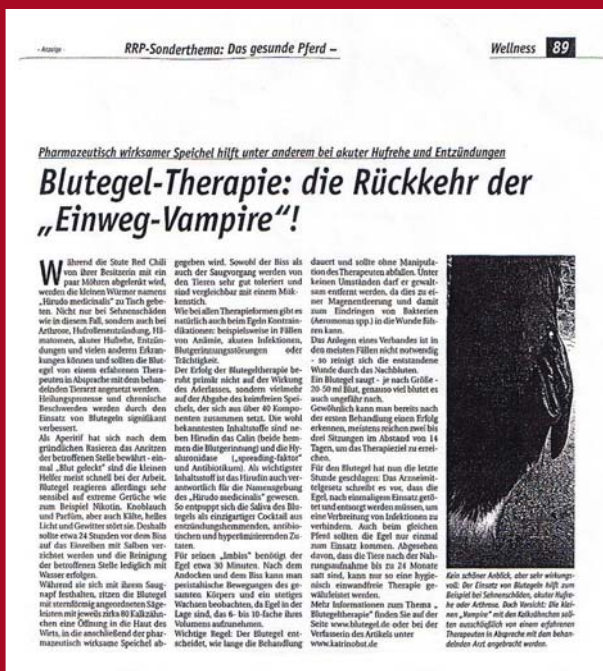 - Anzeige -
RRP-Sonderthema: Das gesunde Pferd –
Wellness 89
Pharmazeutisch wirksamer Speichel hilft unter anderem bei akuter Hufrehe und Entzündungen
Blutegel-Therapie: die Rückkehr der
„Einweg-Vampire“!
Während die Stute Red Chili
von ihrer Besitzerin mit ein
paar Möhren abgelenkt wird,
werden die kleinen Würmer namens
„Hirudo medicinalis“ zu Tisch gebe-
ten. Nicht nur bei Sehnenschäden
wie in diesem Fall, sondern auch bei
Arthrose, Hufrollenentzündung, Hä-
matomen, akuter Hufrehe, Entzün-
dungen und vielen anderen Erkran-
kungen können und sollten die Blut-
egel von einem erfahrenen Thera-
peuten in Absprache mit dem behan-
delnden Tierarzt angesetzt werden.
Heilungsprozesse und chronische
Beschwerden werden durch den
Einsatz von Blutegeln signifikant
verbessert.
Als Aperitif hat sich nach dem
gründlichen Rasieren das Anritzen
der betroffenen Stelle bewährt - ein-
mal „Blut geleckt“ sind die kleinen
Helfer meist schnell bei der Arbeit.
Blutegel reagieren allerdings sehr
sensibel auf extreme Gerüche wie
zum Beispiel Nikotin, Knoblauch
und Parfüm, aber auch Kälte, helles
Licht und Gewitter stört sie. Deshalb
sollte etwa 24 Stunden vor dem Biss
auf das Einreiben mit Salben ver-
zichtet werden und die Reinigung
der betroffenen Stelle lediglich mit
Wasser erfolgen.
Während sie sich mit ihrem Saug-
napf festhalten, ritzen die Blutegel
mit sternförmig angeordneten Säge-
leisten mit jeweils zirka 80 Kalkzähn-
chen eine Öffnung in die Haut des
Wirts, in die anschließend der phar-
mazeutisch wirksame Speichel ab-
gegeben wird. Sowohl der Biss als
auch der Saugvorgang werden von
den Tieren sehr gut toleriert und
sind vergleichbar mit einem Mük-
kenstich.
Wie bei allen Therapieformen gibt es
natürlich auch beim Egeln Kontrain-
dikationen: beispielsweise in Fällen
von Anämie, akuten Infektionen,
Blutgerinnungsstörungen oder
Trächtigkeit.
Der Erfolg der Blutegeltherapie be-
ruht primär nicht auf der Wirkung
des Aderlasses, sondern vielmehr
auf der Abgabe des keimfreien Spei-
chels, der sich aus über 40 Kompo-
nenten zusammen setzt. Die wohl
bekanntesten Inhaltstoffe sind ne-
ben Hirudin das Calin (beide hem-
men die Blutgerinnung) und die Hy-
aluronidase („spreading-faktor“
und Antibiotikum). Als wichtigster
Inhaltsstoff ist das Hirudin auch ver-
antwortlich für die Namensgebung
des „Hirudo medicinalis“ gewesen.
So entpuppt sich die Saliva des Blu-
tegels als einzigartiger Cocktail aus
entzündungshemmenden, antibio-
tischen und hyperämisierenden Zu-
taten.
Für seinen „Imbis“ benötigt der
Egel etwa 30 Minuten. Nach dem
Andocken und dem Biss kann man
peristaltische Bewegungen des ge-
samten Körpers und ein stetiges
Wachsen beobachten, da Egel in der
Lage sind, das 6- bis 10-fache ihres
Volumens aufzunehmen.
Wichtige Regel: Der Blutegel ent-
scheidet, wie lange die Behandlung
dauert und sollte ohne Manipula-
tion des Therapeuten abfallen. Unter
keinen Umständen darf er gewalt-
sam entfernt werden, da dies zu ei-
ner Magenentleerung und damit
zum Eindringen von Bakterien
(Aeromonas spp.) in die Wunde füh-
ren kann.
Das Anlegen eines Verbandes ist in
den meisten Fällen nicht notwendig
- so reinigt sich die entstandene
Wunde durch das Nachbluten.
Ein Blutegel saugt - je nach Größe -
20-50 ml Blut, genauso viel blutet es
auch ungefähr nach.
Gewöhnlich kann man bereits nach
der ersten Behandlung einen Erfolg
erkennen, meistens reichen zwei bis
drei Sitzungen im Abstand von 14
Tagen, um das Therapieziel zu errei-
chen.
Für den Blutegel hat nun die letzte
Stunde geschlagen: Das Arzneimit-
telgesetz schreibt es vor, dass die
Egel, nach einmaligem Einsatz getö-
tet und entsorgt werden müssen, um
eine Verbreitung von Infektionen zu
verhindern. Auch beim gleichen
Pferd sollten die Egel nur einmal
zum Einsatz kommen. Abgesehen
davon, dass die Tiere nach der Nah-
rungsaufnahme bis zu 24 Monate
satt sind, kann nur so eine hygie-
nisch einwandfreie Therapie ge-
währleistet werden.
Mehr Informationen zum Thema „
Blutegeltherapie“ finden Sie auf der
Seite www.blutegel.de oder bei der
Verfasserin des Artikels unter
www.katrinobst.de
Kein schöner Anblick, aber sehr wirkungs-
voll: Der Einsatz von Blutegeln hilft zum
Beispiel bei Sehnenschäden, akuter Hufre-
he oder Arthrose. Doch Vorsicht: Die klei-
nen „Vampire“ mit den Kalkzähnchen soll-
ten ausschließlich von einem erfahrenen
Therapeuten in Absprache mit dem behan-
delnden Arzt angebracht werden.